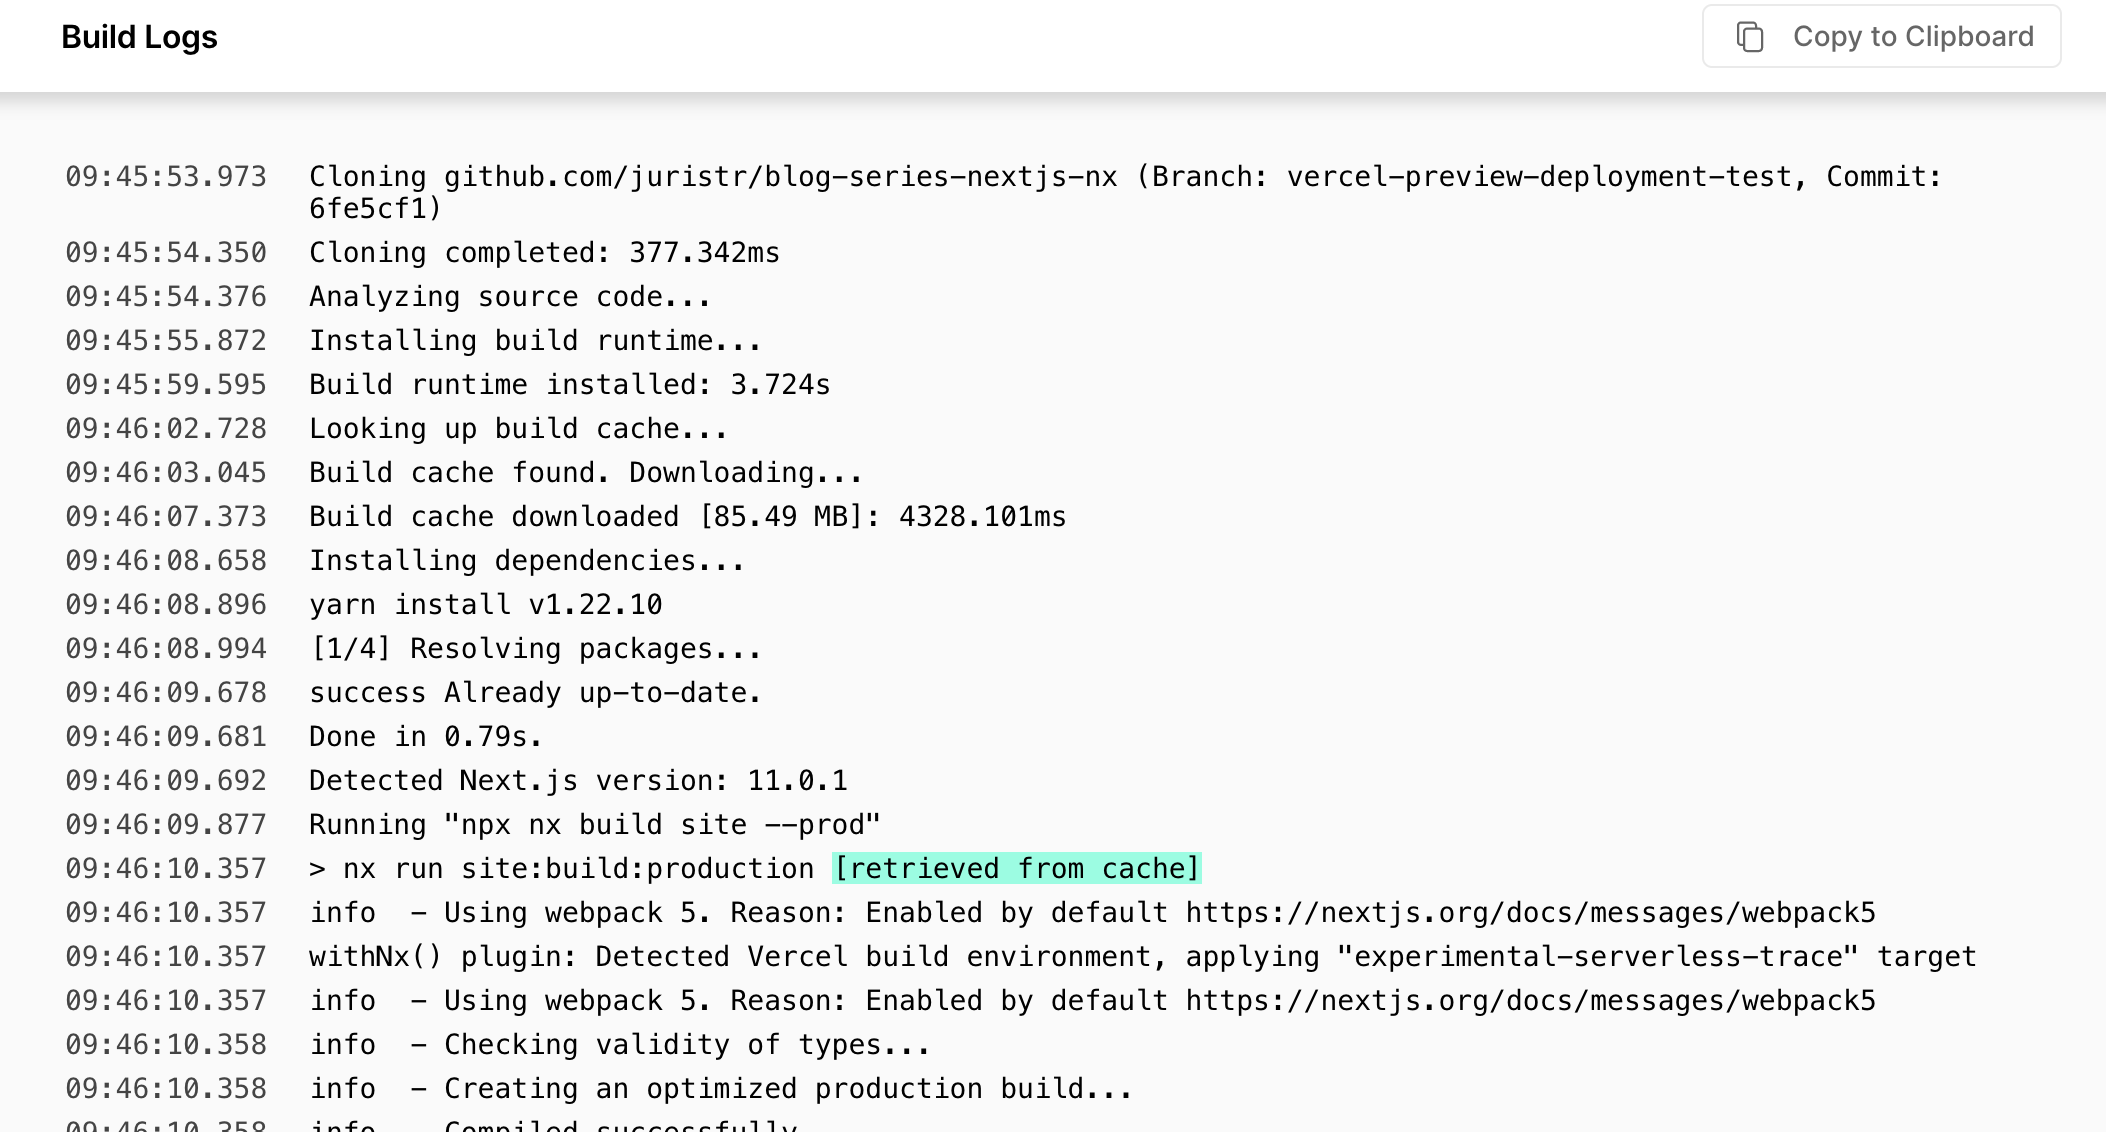 Build Logs
Copy to Clipboard
09:45:53.973 Cloning github.com/juristr/blog-series-nextjs-nx (Branch: vercel-preview-deployment-test, Commit:
6fe5cf1)
09:45:54.350 Cloning completed: 377.342ms
09:45:54.376 Analyzing source code...
09:45:55.872 Installing build runtime...
09:45:59.595 Build runtime installed: 3.724s
09:46:02.728 Looking up build cache...
09:46:03.045 Build cache found. Downloading...
09:46:07.373 Build cache downloaded [85.49 MB]: 4328.101ms
09:46:08.658 Installing dependencies...
09:46:08.896 yarn install v1.22.10
09:46:08.994 [1/4] Resolving packages...
09:46:09.678 success Already up-to-date.
09:46:09.681 Done in 0.79s.
09:46:09.692 Detected Next.js version: 11.0.1
09:46:09.877 Running "npx nx build site --prod"
09:46:10.357 > nx run site:build:production [retrieved from cache]
09:46:10.357 info - Using webpack 5. Reason: Enabled by default https://nextjs.org/docs/messages/webpack5
09:46:10.357 withNx() plugin: Detected Vercel build environment, applying "experimental-serverless-trace" target
09:46:10.357 info - Using webpack 5. Reason: Enabled by default https://nextjs.org/docs/messages/webpack5
09:46:10.358 info - Checking validity of types...
09:46:10.358 info - Creating an optimized production build...
09:46:10.358 info - Compiled successfully